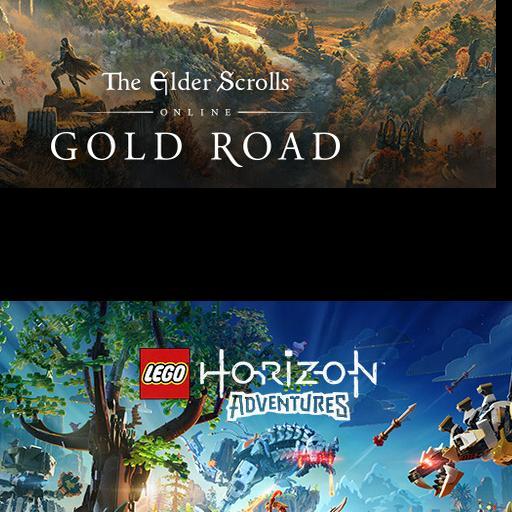 The Elder Scrolls
ONLINE
GOLD ROAD
LEGO HORIZON
ADVENTURES